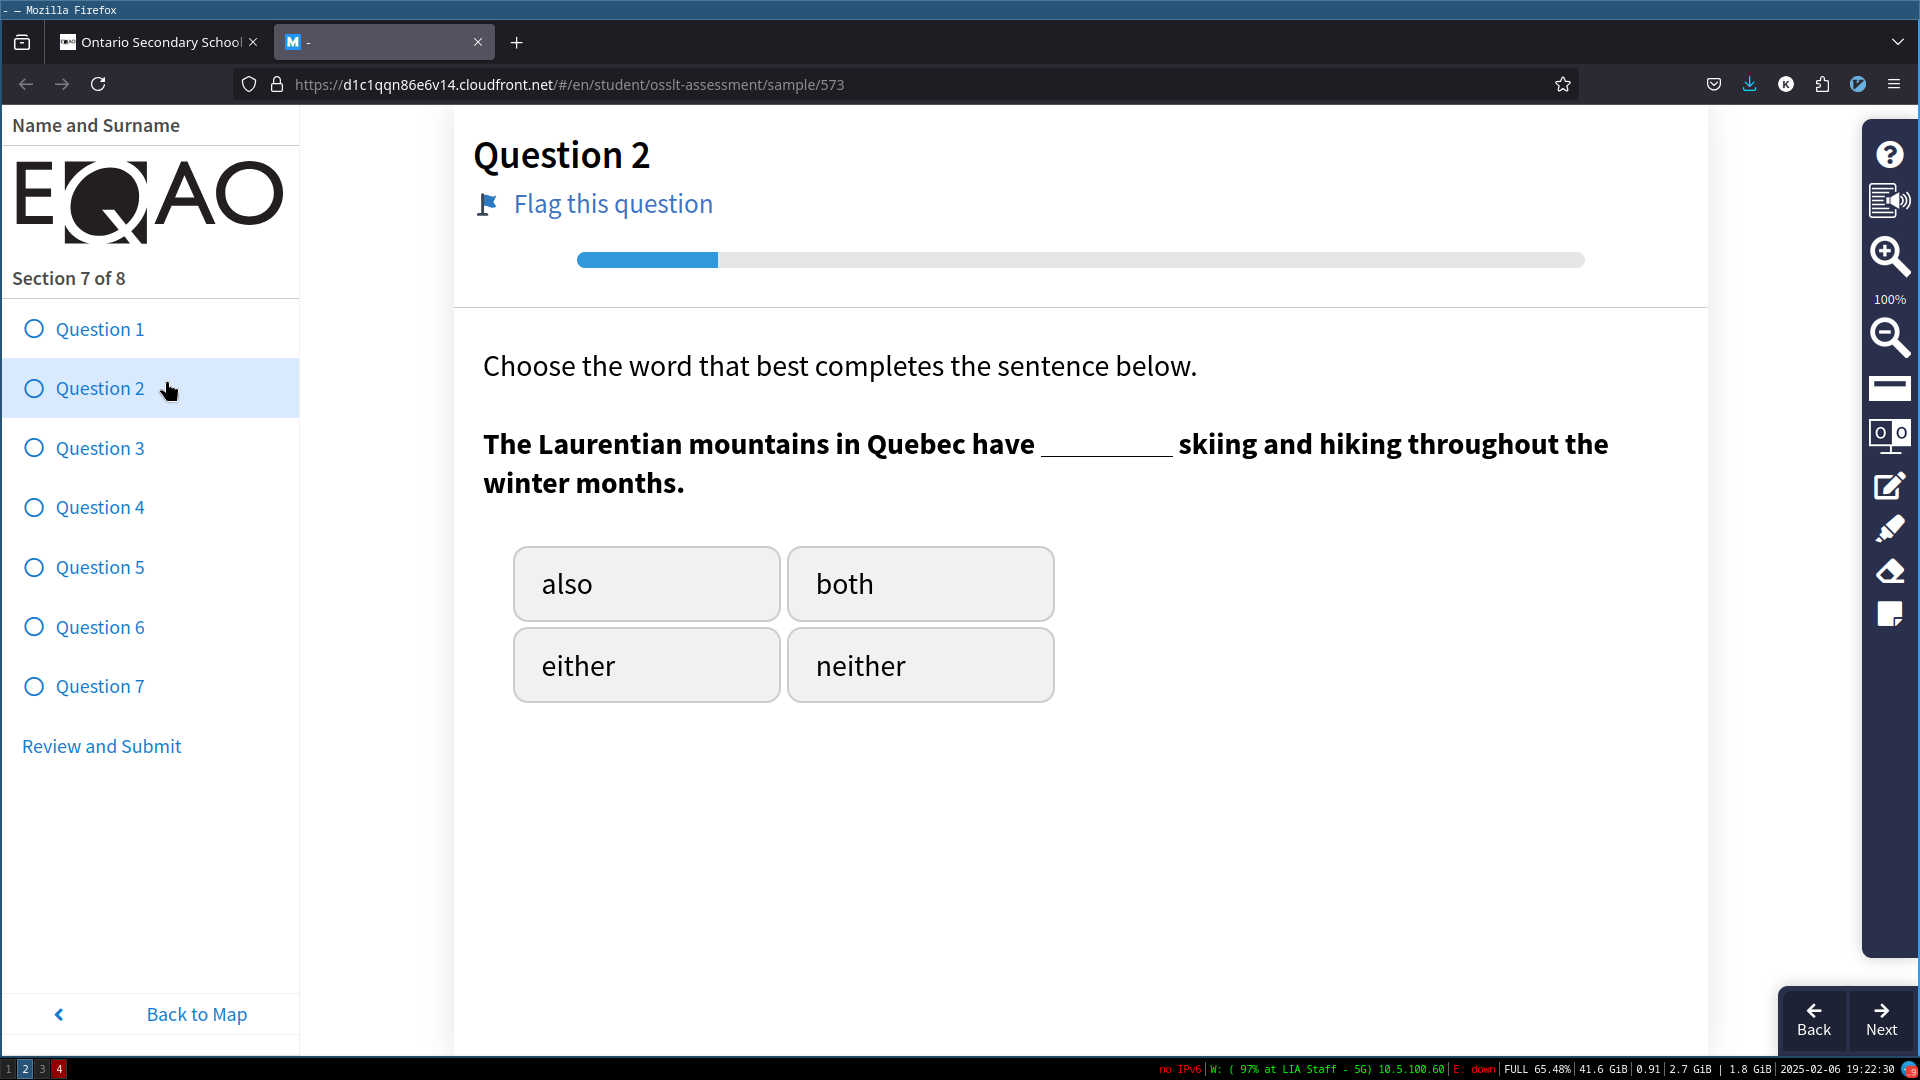 - — Mozilla Firefox
Ontario Secondary School
M -
https://d1c1qqn86e6v14.cloudfront.net/#/en/student/osslt-assessment/sample/573
Name and Surname
EQAO
Section 7 of 8
Question 1
Question 2
Question 3
Question 4
Question 5
Question 6
Question 7
Review and Submit
Back to Map
Question 2
Flag this question
Choose the word that best completes the sentence below.
The Laurentian mountains in Quebec have _________ skiing and hiking throughout the
winter months.
also both
either neither
100%
Back Next
1 2 3 4
no IPv6|W: ( 97% at LIA Staff - 5G) 10.5.100.60|E: down|FULL 65.48%|41.6 GiB|0.91|2.7 GiB | 1.8 GiB|2025-02-06 19:22:30